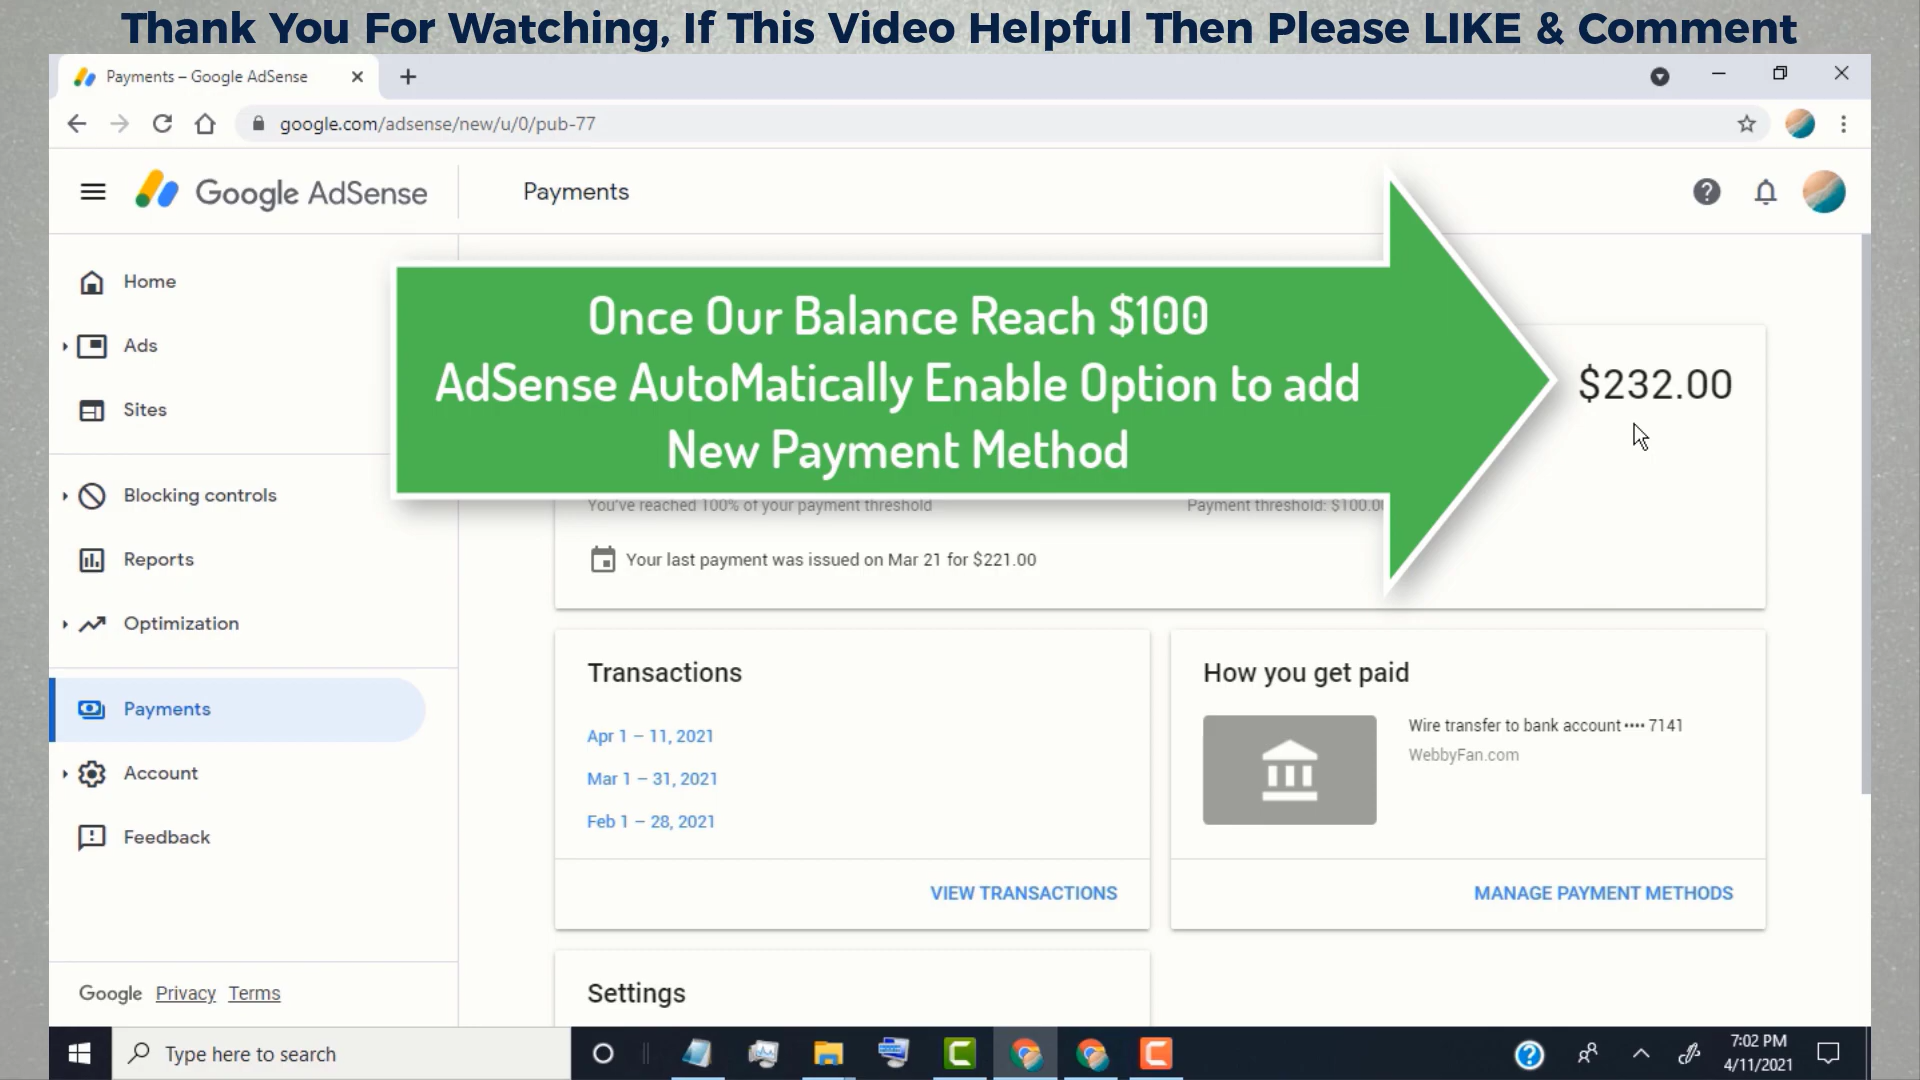 Thank You For Watching, If This Video Helpful Then Please LIKE & Comment
Payments – Google AdSense
google.com/adsense/new/u/0/pub-77
Google AdSense
Payments
Home
Ads
Sites
Blocking controls
Reports
Optimization
Payments
Account
Feedback
Google Privacy Terms
Once Our Balance Reach $100
AdSense AutoMatically Enable Option to add
New Payment Method
$232.00
You've reached 100% of your payment threshold
Payment threshold: $100.0
Your last payment was issued on Mar 21 for $221.00
Transactions
Apr 1 – 11, 2021
Mar 1 – 31, 2021
Feb 1 – 28, 2021
VIEW TRANSACTIONS
How you get paid
Wire transfer to bank account •••• 7141
WebbyFan.com
MANAGE PAYMENT METHODS
Settings
Type here to search
7:02 PM
4/11/2021